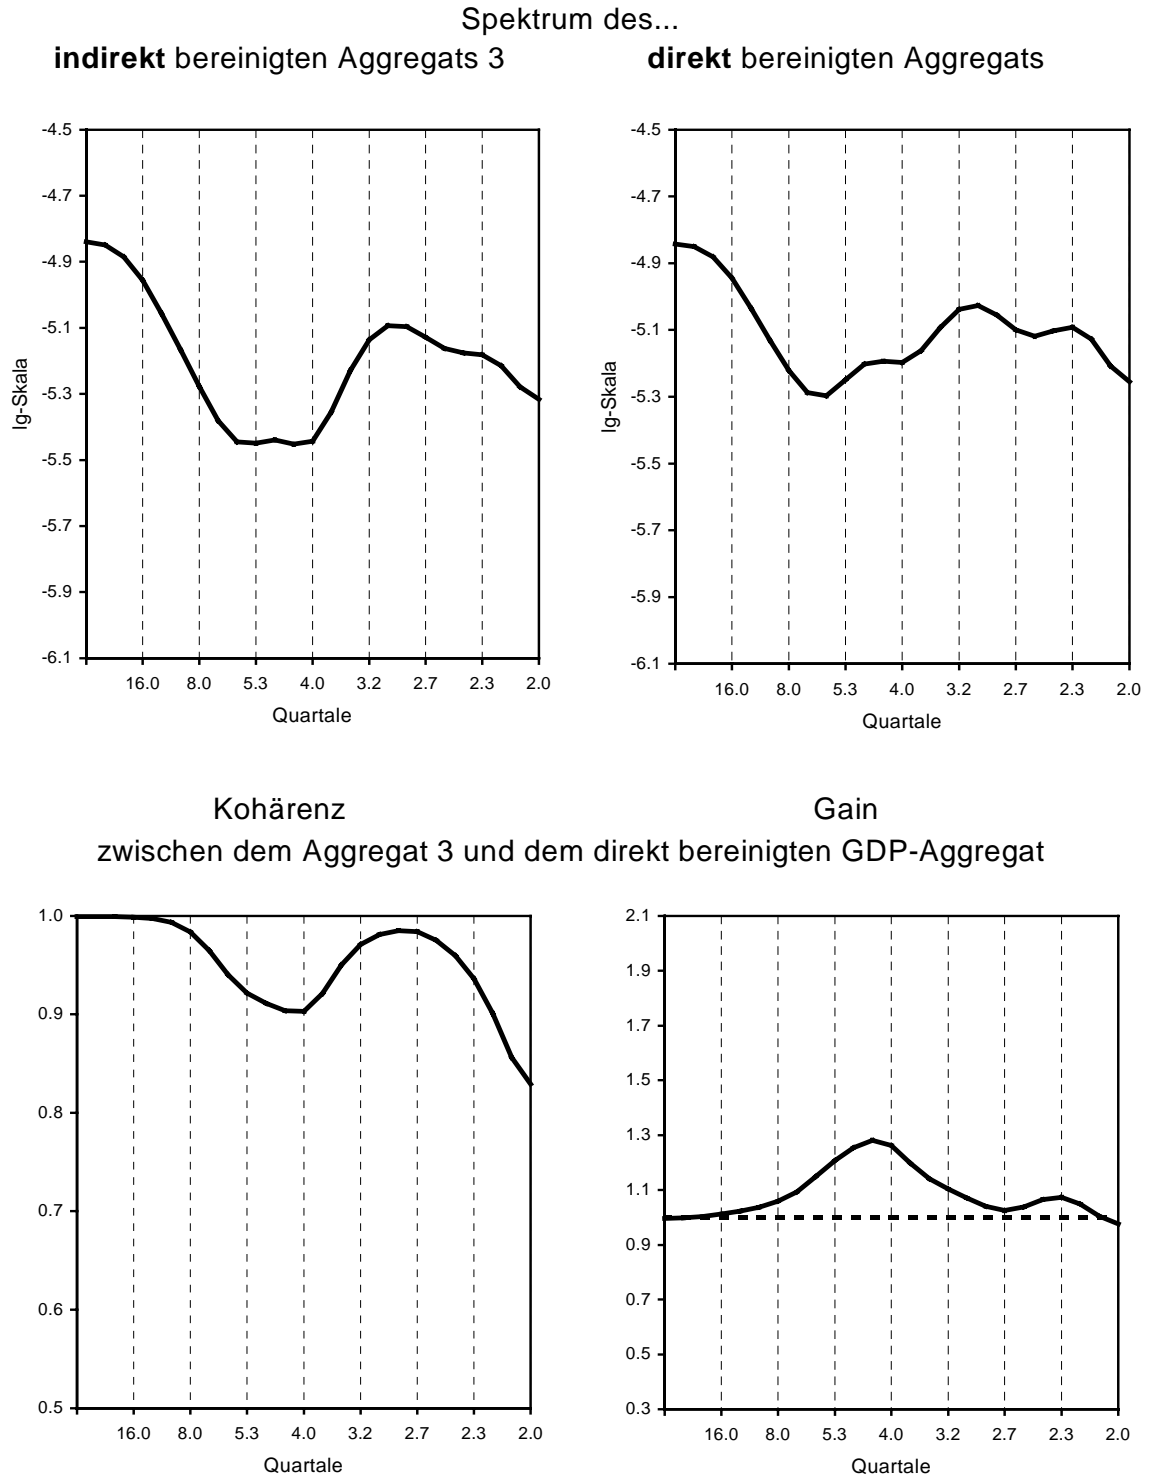 Spektrum des...
indirekt bereinigten Aggregats 3
direkt bereinigten Aggregats
-4.5
-4.7
-4.9
-5.1
-5.3
-5.5
-5.7
-5.9
-6.1
lg-Skala
16.0 8.0 5.3 4.0 3.2 2.7 2.3 2.0
Quartale
-4.5
-4.7
-4.9
-5.1
-5.3
-5.5
-5.7
-5.9
-6.1
lg-Skala
16.0 8.0 5.3 4.0 3.2 2.7 2.3 2.0
Quartale
Kohärenz
Gain
zwischen dem Aggregat 3 und dem direkt bereinigten GDP-Aggregat
1.0
0.9
0.8
0.7
0.6
0.5
16.0 8.0 5.3 4.0 3.2 2.7 2.3 2.0
Quartale
2.1
1.9
1.7
1.5
1.3
1.1
0.9
0.7
0.5
0.3
16.0 8.0 5.3 4.0 3.2 2.7 2.3 2.0
Quartale